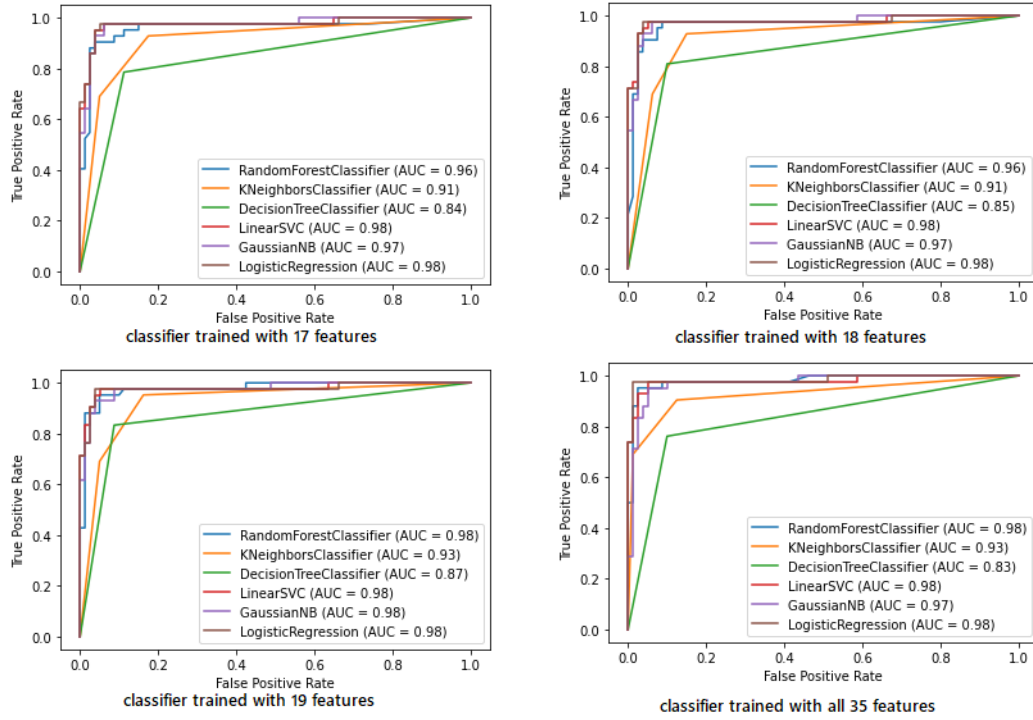 1.0
0.8
0.6
0.4
0.2
0.0
True Positive Rate
RandomForestClassifier (AUC = 0.96)
KNeighborsClassifier (AUC = 0.91)
DecisionTreeClassifier (AUC = 0.84)
LinearSVC (AUC = 0.98)
GaussianNB (AUC = 0.97)
LogisticRegression (AUC = 0.98)
0.0 0.2 0.4 0.6 0.8 1.0
False Positive Rate
classifier trained with 17 features
1.0
0.8
0.6
0.4
0.2
0.0
True Positive Rate
RandomForestClassifier (AUC = 0.96)
KNeighborsClassifier (AUC = 0.91)
DecisionTreeClassifier (AUC = 0.85)
LinearSVC (AUC = 0.98)
GaussianNB (AUC = 0.97)
LogisticRegression (AUC = 0.98)
0.0 0.2 0.4 0.6 0.8 1.0
False Positive Rate
classifier trained with 18 features
1.0
0.8
0.6
0.4
0.2
0.0
True Positive Rate
RandomForestClassifier (AUC = 0.98)
KNeighborsClassifier (AUC = 0.93)
DecisionTreeClassifier (AUC = 0.87)
LinearSVC (AUC = 0.98)
GaussianNB (AUC = 0.98)
LogisticRegression (AUC = 0.98)
0.0 0.2 0.4 0.6 0.8 1.0
False Positive Rate
classifier trained with 19 features
1.0
0.8
0.6
0.4
0.2
0.0
True Positive Rate
RandomForestClassifier (AUC = 0.98)
KNeighborsClassifier (AUC = 0.93)
DecisionTreeClassifier (AUC = 0.83)
LinearSVC (AUC = 0.98)
GaussianNB (AUC = 0.97)
LogisticRegression (AUC = 0.98)
0.0 0.2 0.4 0.6 0.8 1.0
False Positive Rate
classifier trained with all 35 features